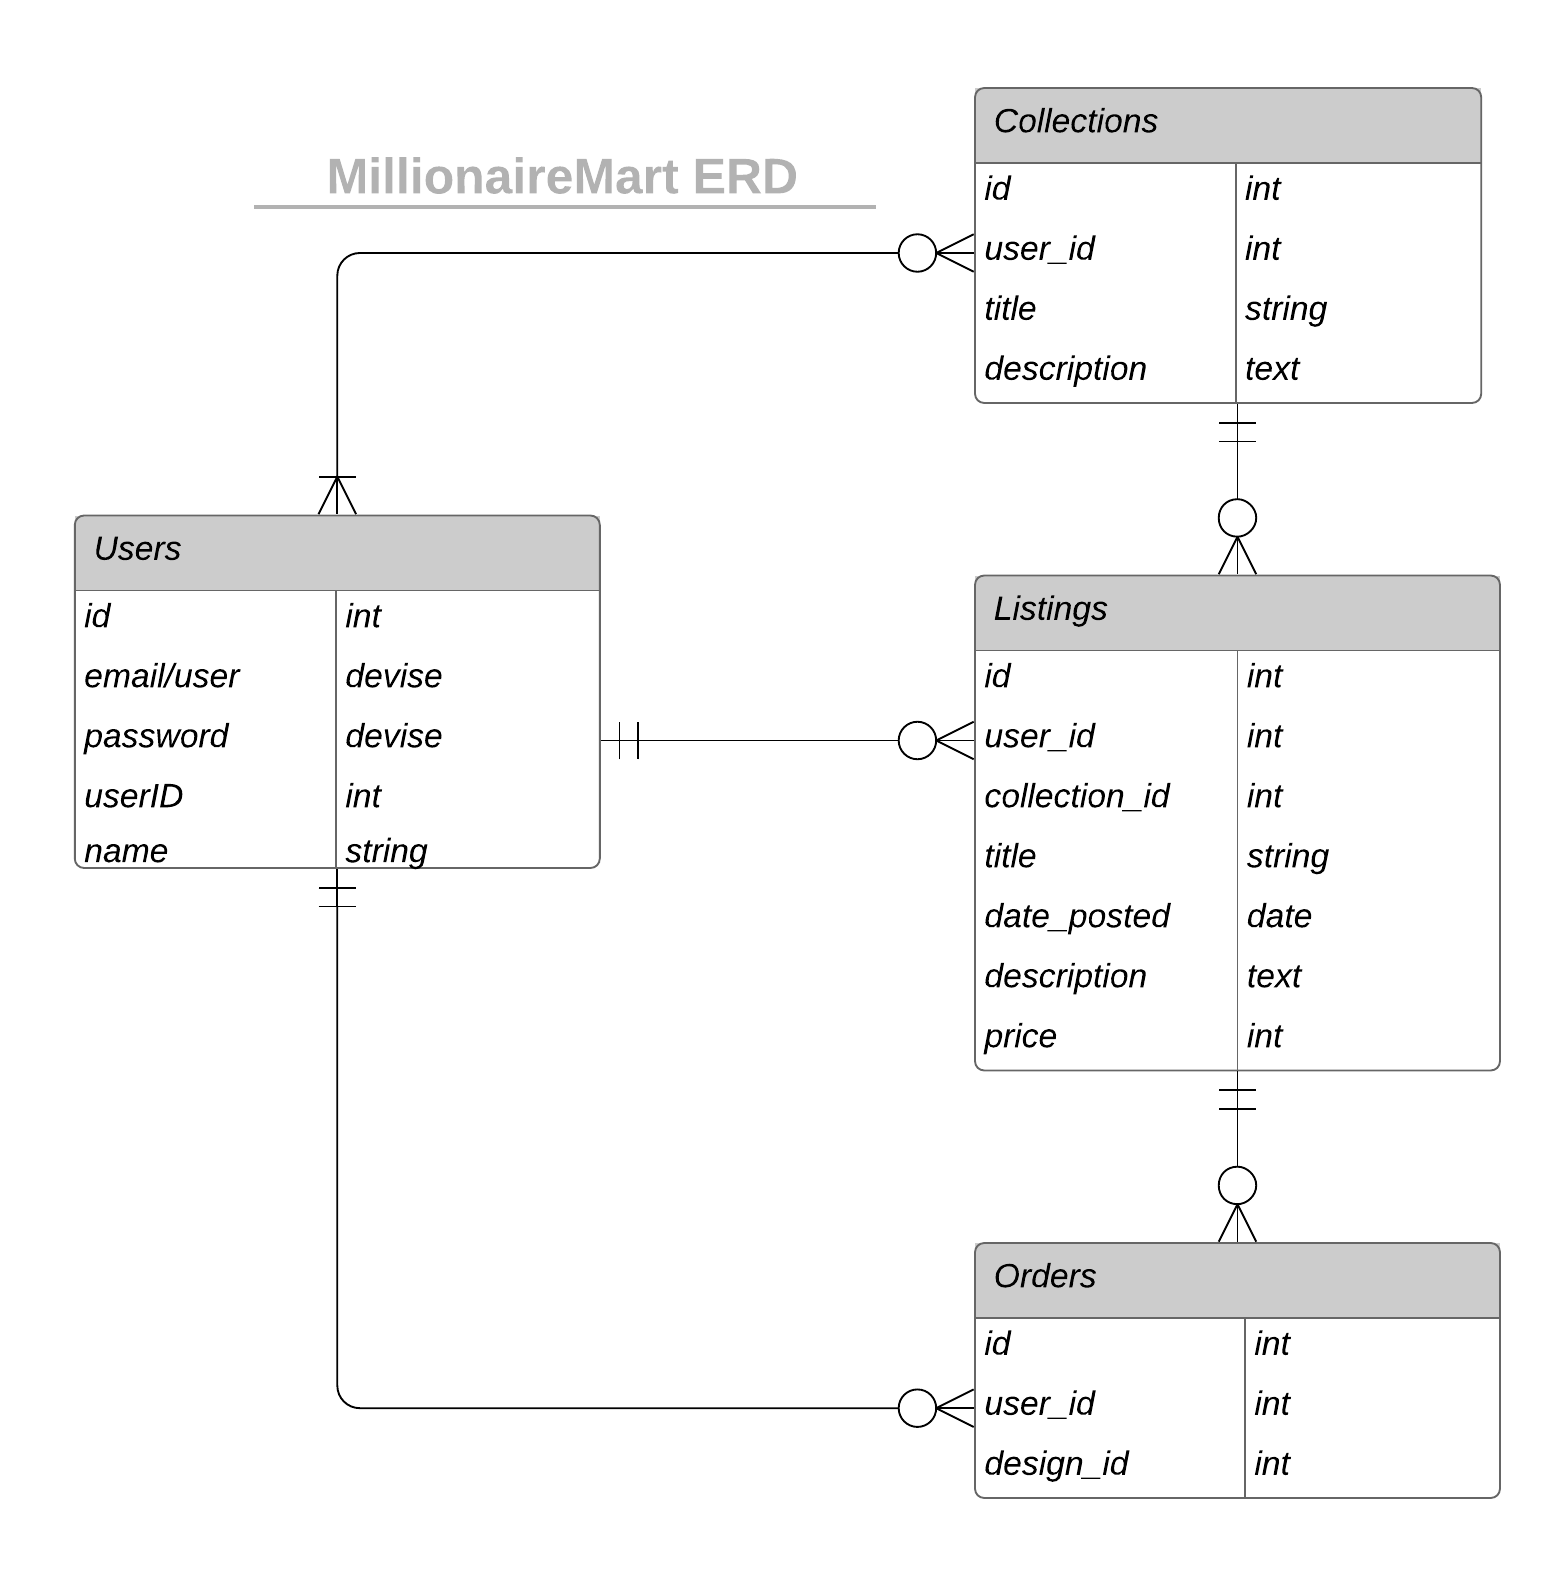 MillionaireMart ERD
Collections
id int
user_id int
title string
description text
Users
id int
email/user devise
password devise
userID int
name string
Listings
id int
user_id int
collection_id int
title string
date_posted date
description text
price int
Orders
id int
user_id int
design_id int